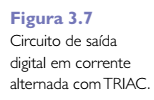 Figura 3.7
Circuito de saída
digital em corrente
alternada com TRIAC.